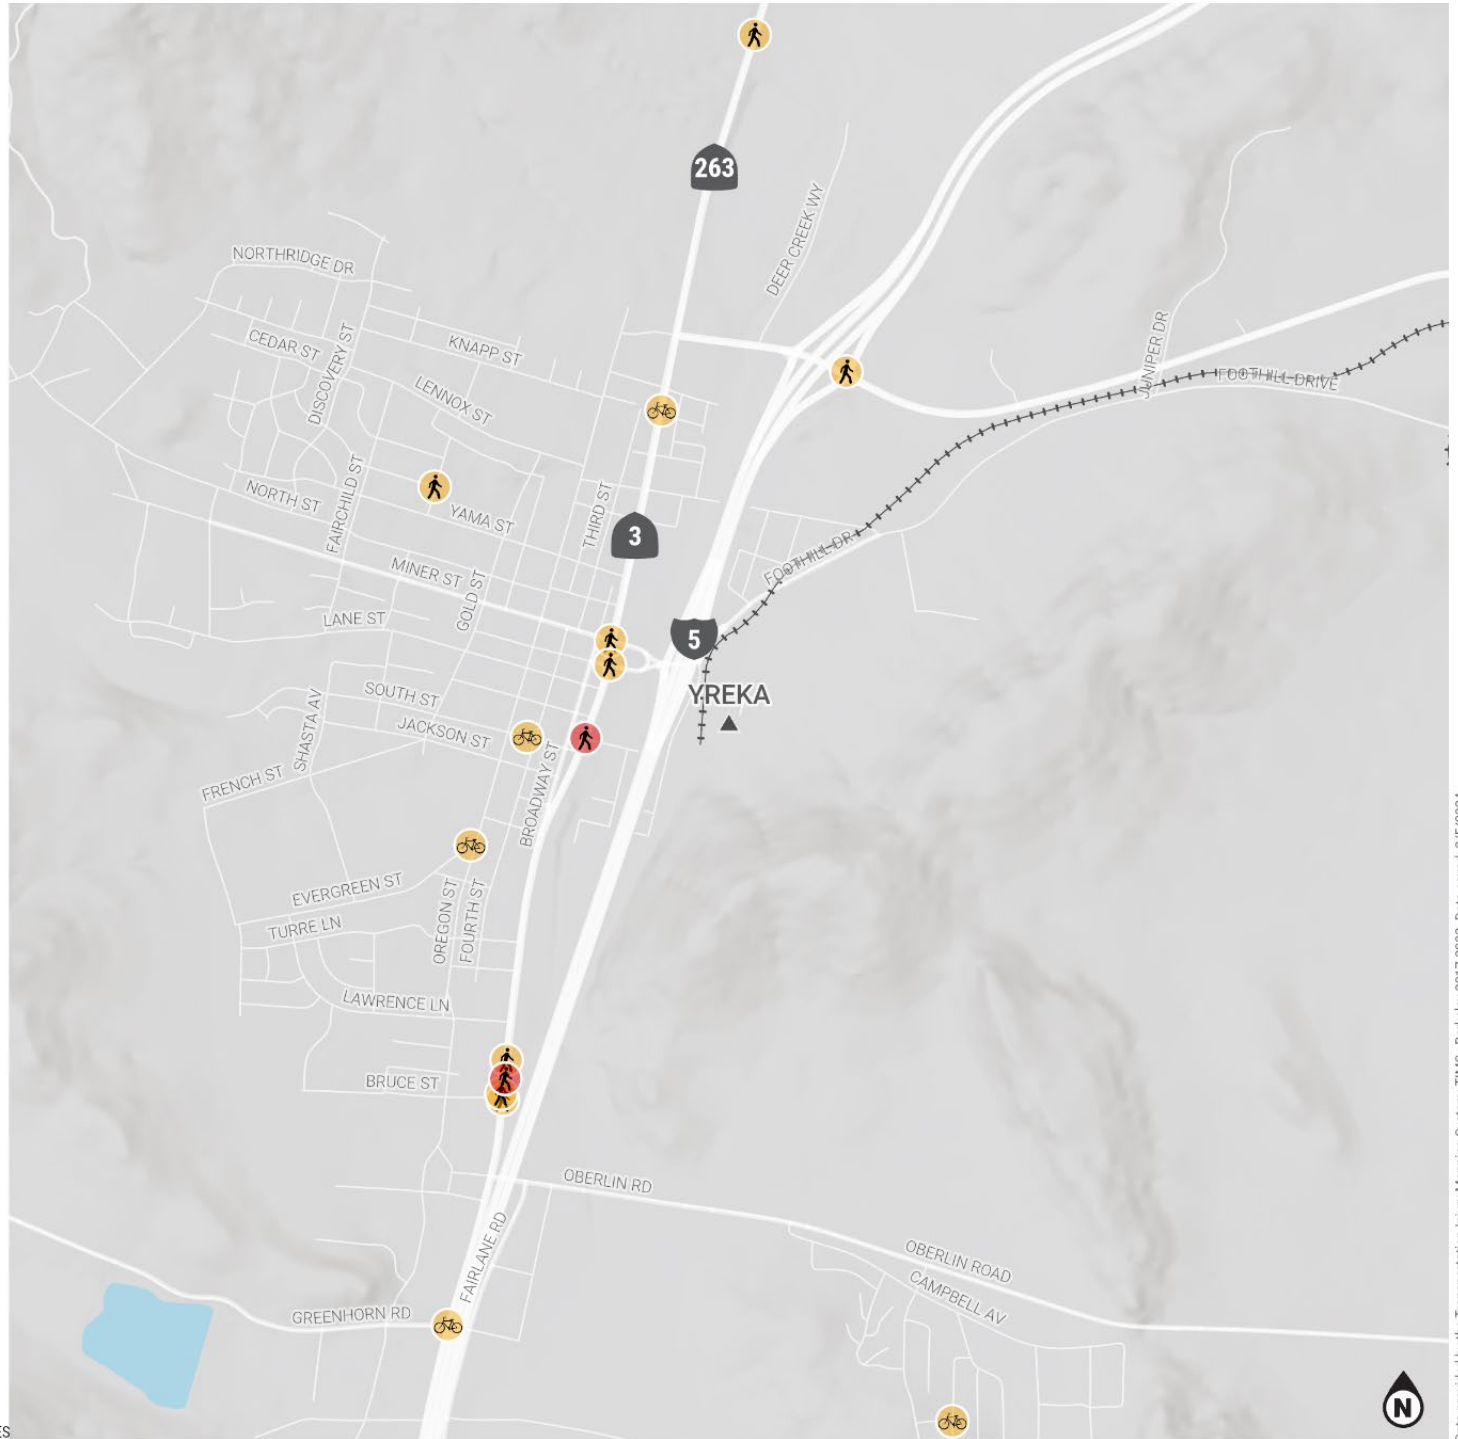 263
DEER CREEK WY
NORTHRIDGE DR
CEDAR ST
DISCOVERY ST
KNAPP ST
LENNOX ST
JUNIPER DR
FOOTHILL DRIVE
NORTH ST
FAIRCHILD ST
YAMA ST
THIRD ST
3
FOOTHILL DR
MINER ST
GOLD ST
LANE ST
5
YREKA
SOUTH ST
SHASTA AV
JACKSON ST
FRENCH ST
BROADWAY ST
EVERGREEN ST
OREGON ST
FOURTH ST
TURRE LN
LAWRENCE LN
BRUCE ST
OBERLIN RD
FAIRLANE RD
OBERLIN ROAD
CAMPBELL AV
GREENHORN RD
N
ES